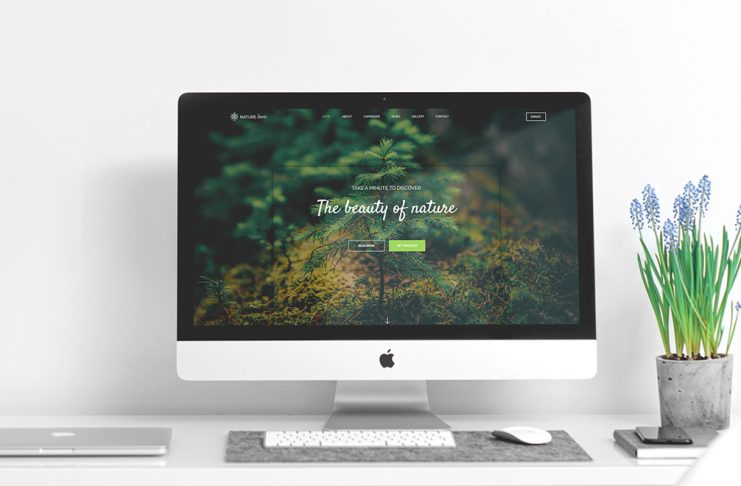 NATURE love
HOME ABOUT CAMPAIGNS NEWS GALLERY CONTACT
DONATE
TAKE A MINUTE TO DISCOVER
The beauty of nature
READ MORE
GET INVOLVED